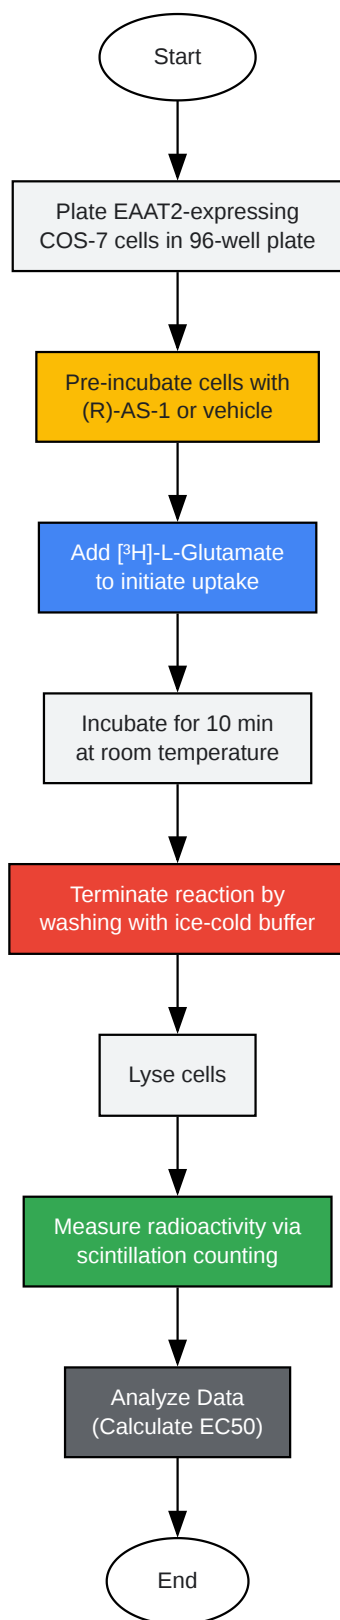 Start
Plate EAAT2-expressing
COS-7 cells in 96-well plate
Pre-incubate cells with
(R)-AS-1 or vehicle
Add [³H]-L-Glutamate
to initiate uptake
Incubate for 10 min
at room temperature
Terminate reaction by
washing with ice-cold buffer
Lyse cells
Measure radioactivity via
scintillation counting
Analyze Data
(Calculate EC50)
End